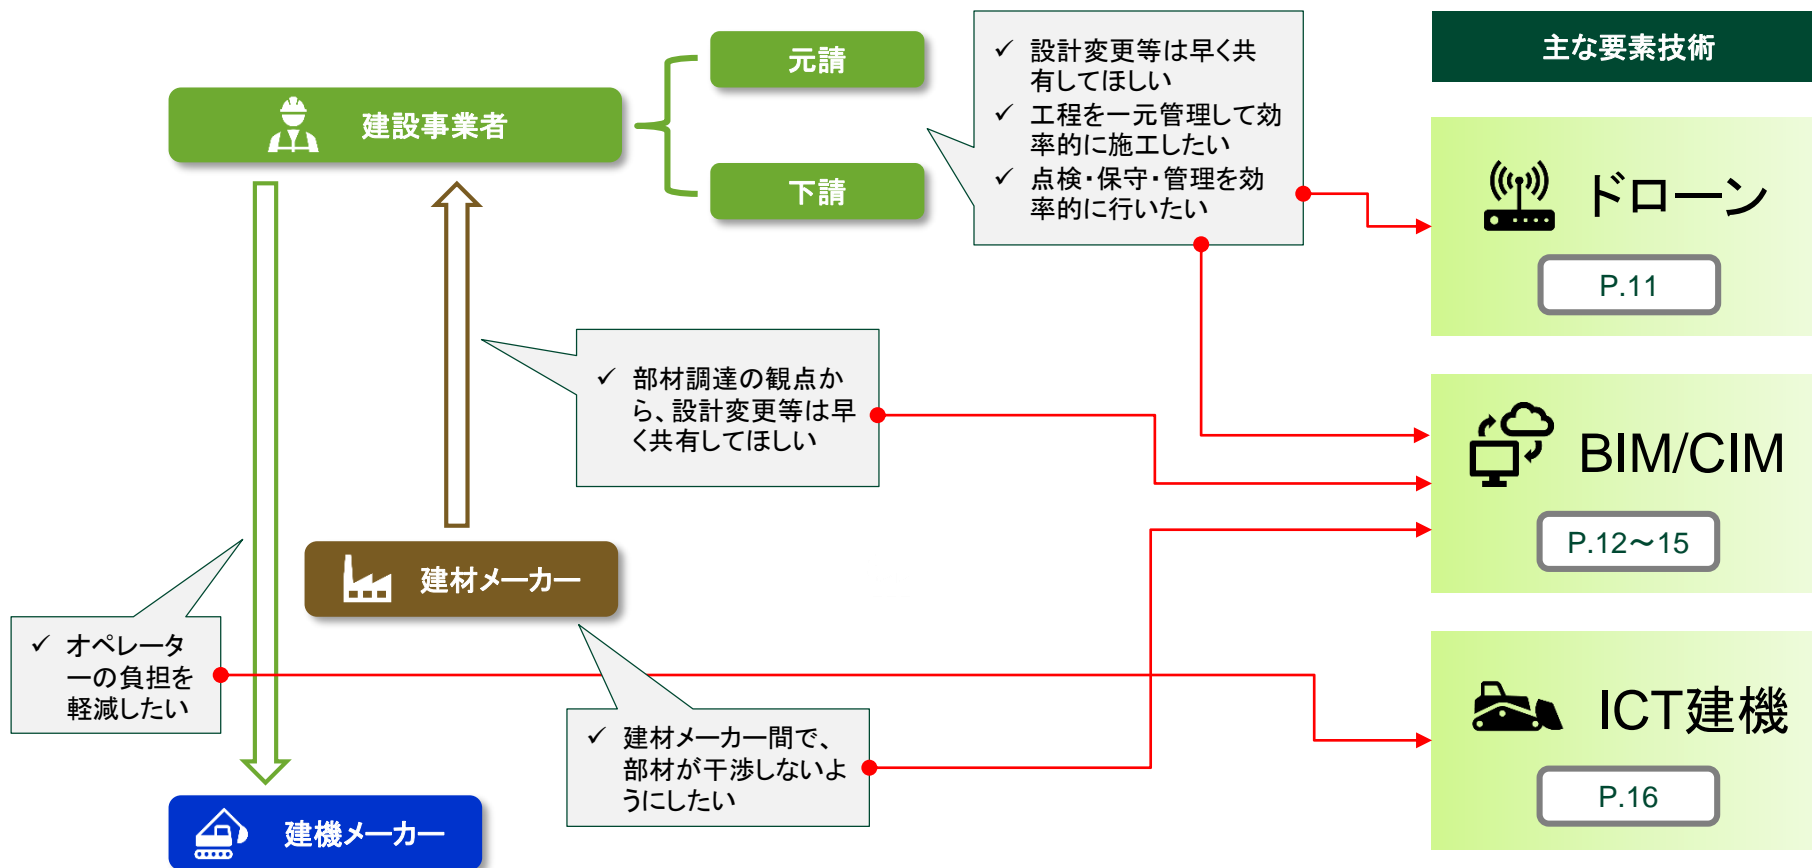 元請
建設事業者
下請
✓ 設計変更等は早く共
有してほしい
✓ 工程を一元管理して効
率的に施工したい
✓ 点検・保守・管理を効
率的に行いたい
主な要素技術
ドローン
P.11
✓ 部材調達の観点か
ら、設計変更等は早
く共有してほしい
BIM/CIM
P.12～15
建材メーカー
✓ オペレータ
ーの負担を
軽減したい
✓ 建材メーカー間で、
部材が干渉しないよ
うにしたい
ICT建機
P.16
建機メーカー